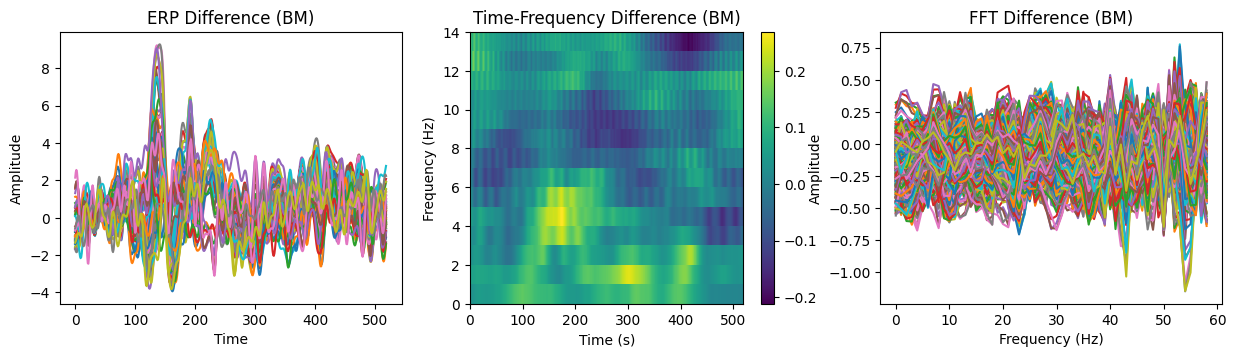 ERP Difference (BM)
Amplitude
8
6
4
2
0
−2
−4
0 100 200 300 400 500
Time
Time-Frequency Difference (BM)
Frequency (Hz)
14
12
10
8
6
4
2
0
0 100 200 300 400 500
Time (s)
0.2
0.1
0.0
−0.1
−0.2
FFT Difference (BM)
Amplitude
0.75
0.50
0.25
0.00
−0.25
−0.50
−0.75
−1.00
0 10 20 30 40 50 60
Frequency (Hz)